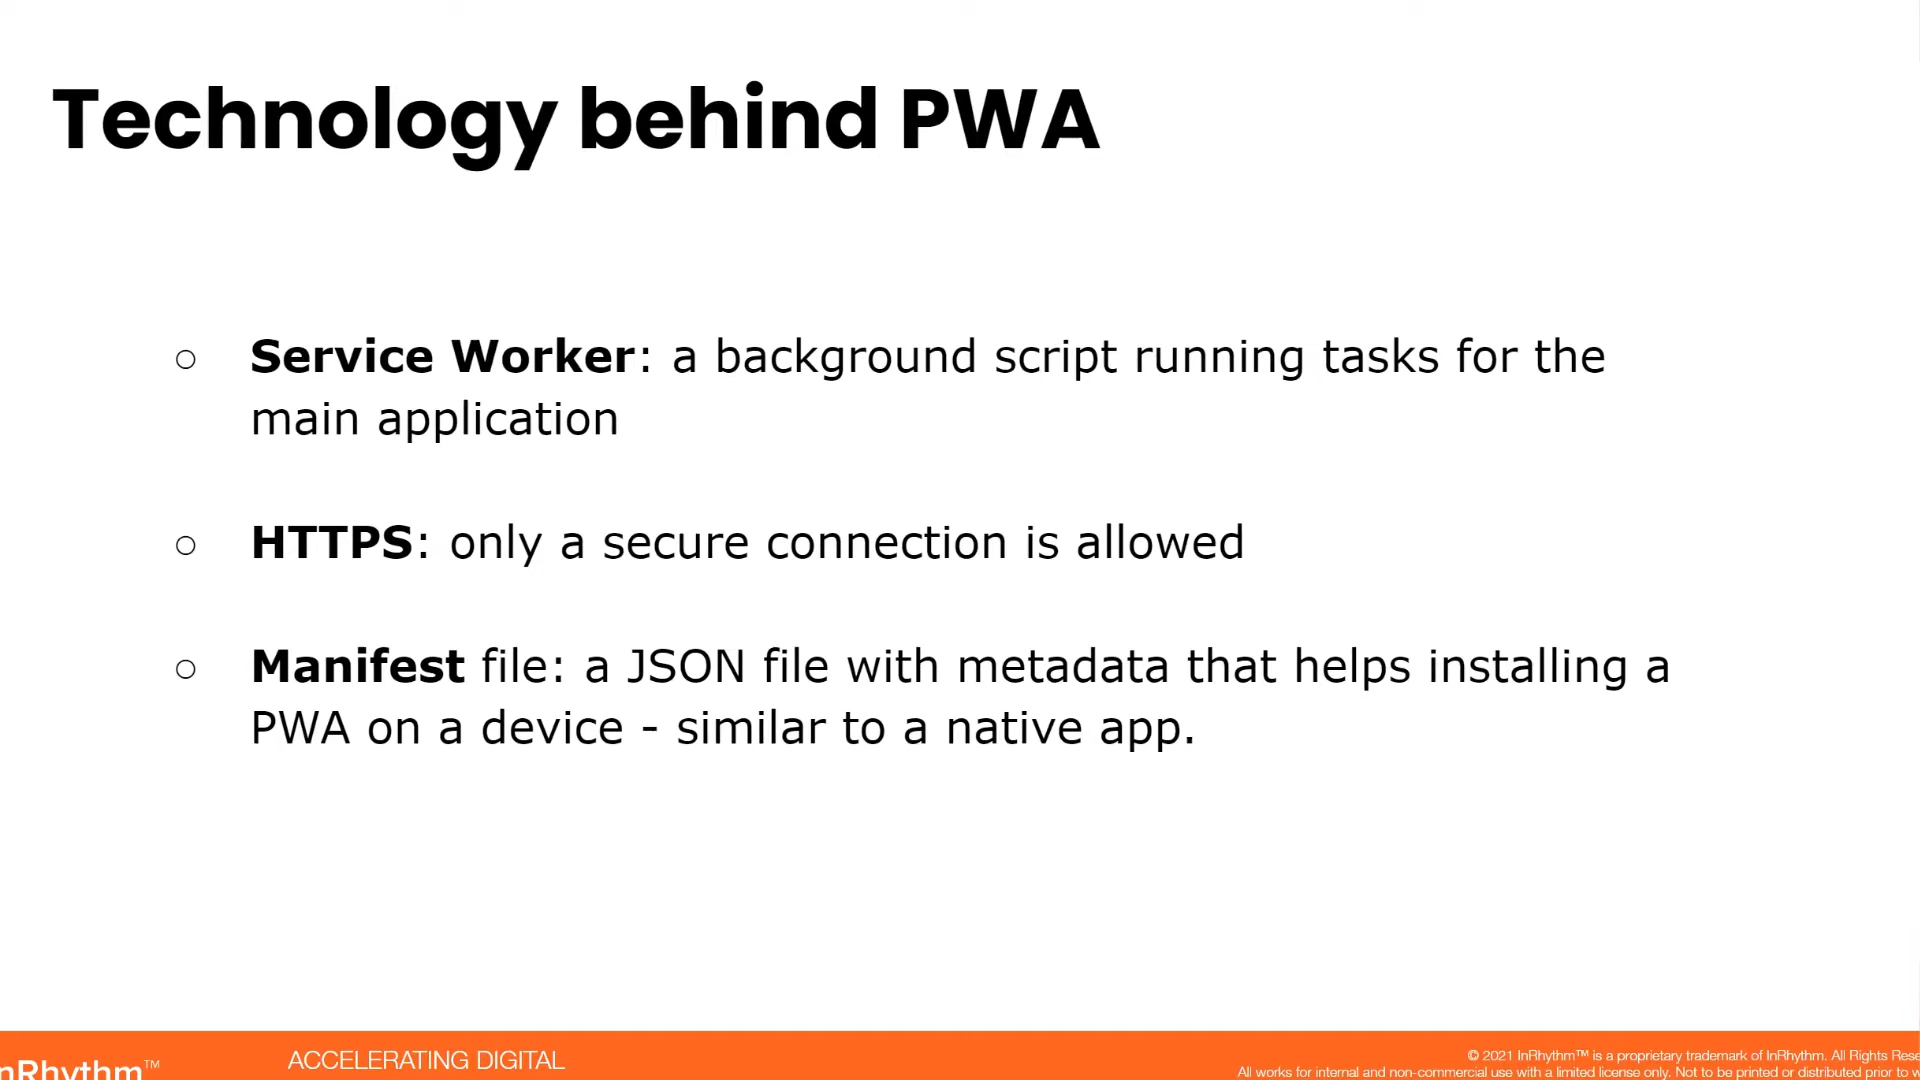 Technology behind PWA
○ Service Worker: a background script running tasks for the
main application
○ HTTPS: only a secure connection is allowed
○ Manifest file: a JSON file with metadata that helps installing a
PWA on a device - similar to a native app.
nRhythm™
ACCELERATING DIGITAL
© 2021 InRhythm™ is a proprietary trademark of InRhythm. All Rights Rese
All works for internal and non-commercial use with a limited license only. Not to be printed or distributed prior to w